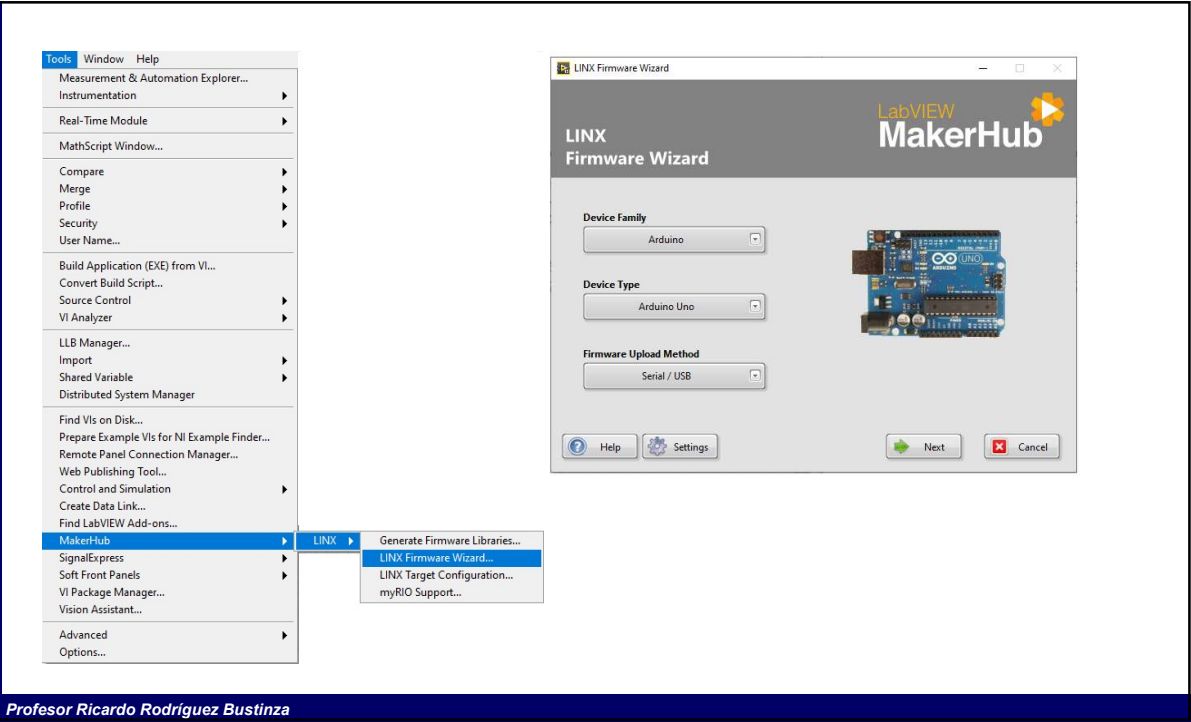 Tools Window Help
Measurement & Automation Explorer...
Instrumentation
Real-Time Module
MathScript Window...
Compare
Merge
Profile
Security
User Name...
Build Application (EXE) from VI...
Convert Build Script...
Source Control
VI Analyzer
LLB Manager...
Import
Shared Variable
Distributed System Manager
Find VIs on Disk...
Prepare Example VIs for NI Example Finder...
Remote Panel Connection Manager...
Web Publishing Tool...
Control and Simulation
Create Data Link...
Find LabVIEW Add-ons...
MakerHub
SignalExpress
Soft Front Panels
VI Package Manager...
Vision Assistant...
Advanced
Options...
LINX
Generate Firmware Libraries...
LINX Firmware Wizard...
LINX Target Configuration...
myRIO Support...
LINX Firmware Wizard
LINX
Firmware Wizard
LabVIEW
MakerHub
Device Family
Arduino
Device Type
Arduino Uno
Firmware Upload Method
Serial / USB
UNO
ARDUINO
Help Settings Next Cancel
Profesor Ricardo Rodríguez Bustinza